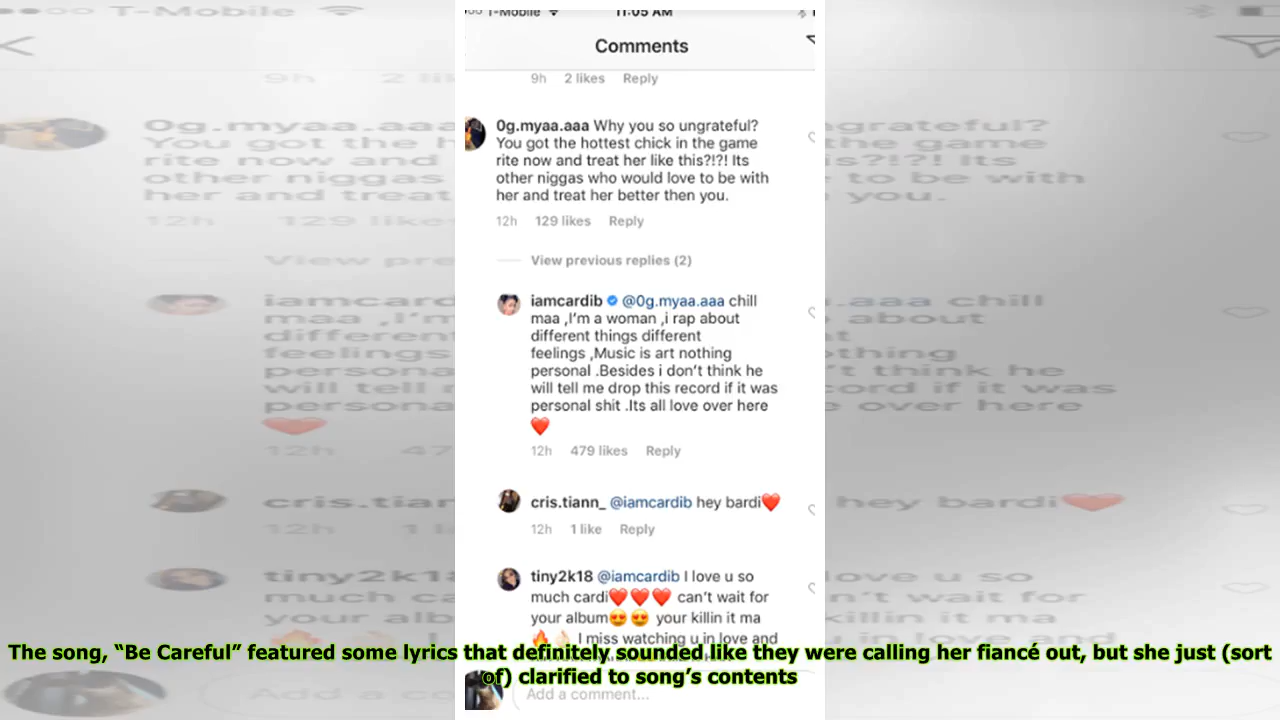 T-Mobile 11:05 AM
Comments
9h 2 likes Reply
0g.myaa.aaa Why you so ungrateful?
You got the hottest chick in the game
rite now and treat her like this?!?! Its
other niggas who would love to be with
her and treat her better then you.
12h 129 likes Reply
View previous replies (2)
iamcardib @0g.myaa.aaa chill
maa ,I'm a woman ,i rap about
different things different
feelings ,Music is art nothing
personal .Besides i don't think he
will tell me drop this record if it was
personal shit .Its all love over here
❤️
12h 479 likes Reply
cris.tiann_ @iamcardib hey bardi❤️
12h 1 like Reply
tiny2k18 @iamcardib I love u so
much cardi❤️❤️❤️ can't wait for
your album😍😍 your killin it ma
🔥👌🏻 I miss watching u in love and
The song, “Be Careful” featured some lyrics that definitely sounded like they were calling her fiancé out, but she just (sort
of) clarified to song’s contents
Add a comment...